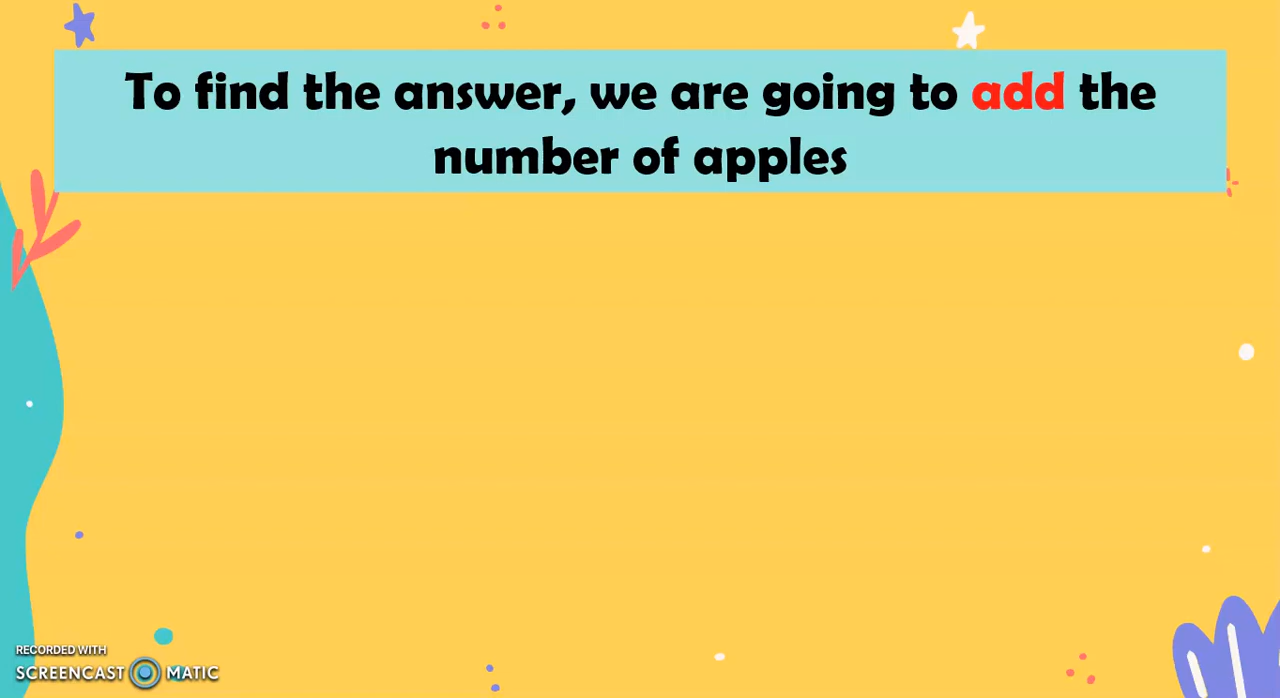 To find the answer, we are going to add the
number of apples
RECORDED WITH
SCREENCAST MATIC